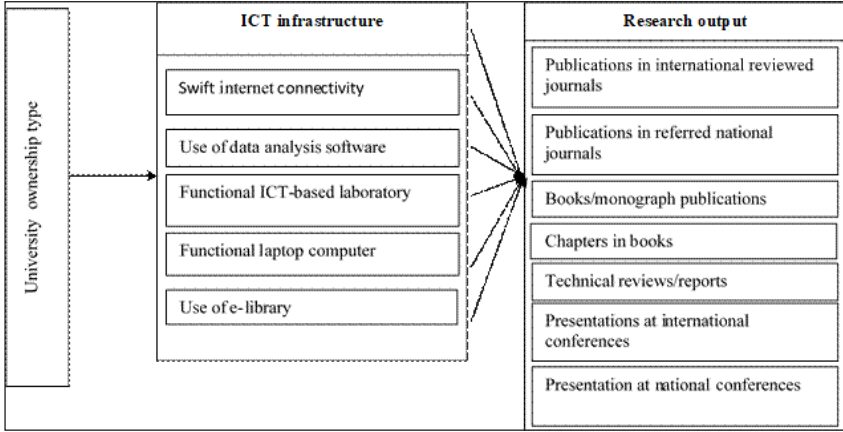 University ownership type
ICT infrastructure
Swift internet connectivity
Use of data analysis software
Functional ICT-based laboratory
Functional laptop computer
Use of e-library
Research output
Publications in international reviewed
journals
Publications in referred national
journals
Books/monograph publications
Chapters in books
Technical reviews/reports
Presentations at international
conferences
Presentation at national conferences